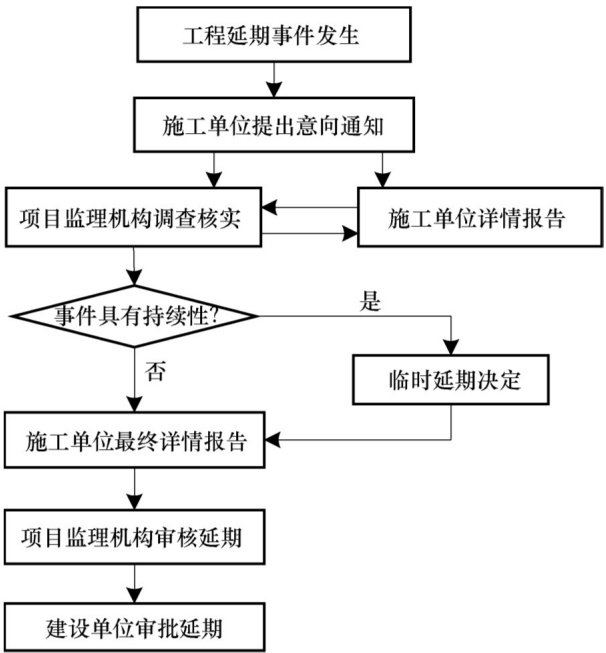 工程延期事件发生
施工单位提出意向通知
项目监理机构调查核实
施工单位详情报告
事件具有持续性?
是
否
临时延期决定
施工单位最终详情报告
项目监理机构审核延期
建设单位审批延期